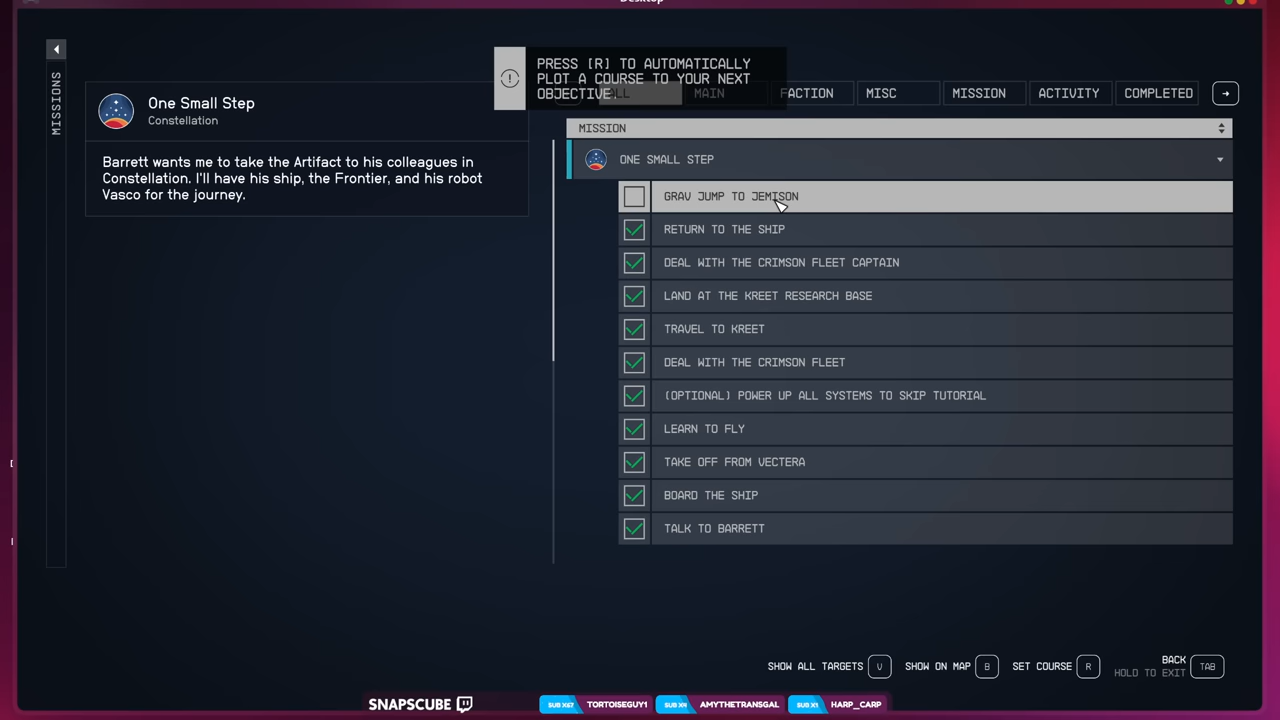 Desktop
MISSIONS
One Small Step
Constellation
Barrett wants me to take the Artifact to his colleagues in
Constellation. I'll have his ship, the Frontier, and his robot
Vasco for the journey.
PRESS [R] TO AUTOMATICALLY
PLOT A COURSE TO YOUR NEXT
OBJECTIVE.
ALL MAIN FACTION MISC MISSION ACTIVITY COMPLETED
MISSION
ONE SMALL STEP
GRAV JUMP TO JEMISON
RETURN TO THE SHIP
DEAL WITH THE CRIMSON FLEET CAPTAIN
LAND AT THE KREET RESEARCH BASE
TRAVEL TO KREET
DEAL WITH THE CRIMSON FLEET
(OPTIONAL) POWER UP ALL SYSTEMS TO SKIP TUTORIAL
LEARN TO FLY
TAKE OFF FROM VECTERA
BOARD THE SHIP
TALK TO BARRETT
SHOW ALL TARGETS V SHOW ON MAP B SET COURSE R BACK TAB
HOLD TO EXIT
SNAPSCUBE SUB X67 TORTOISEGUY1 AMYTHETRANSGAL SUB X1 HARP_CARP